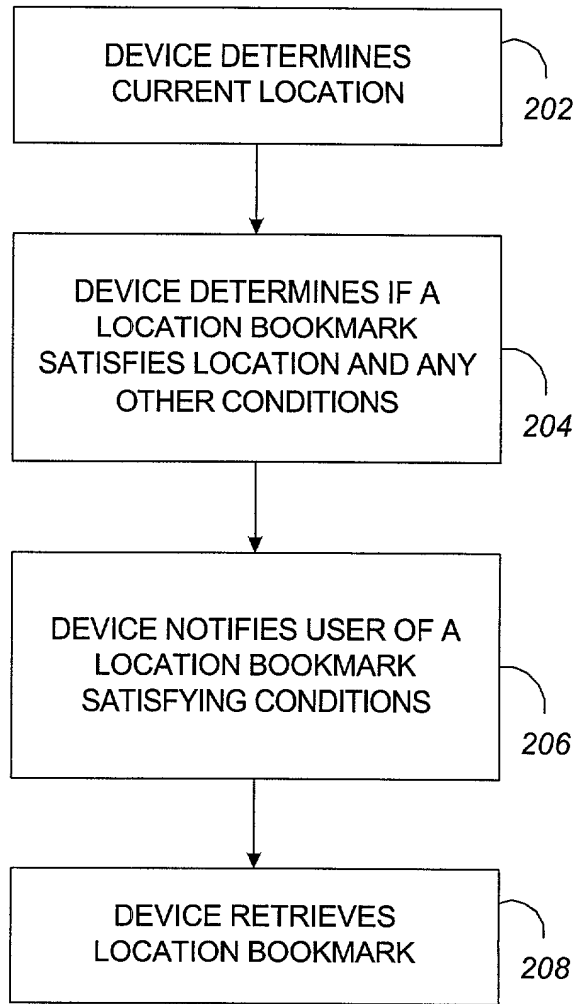 DEVICE DETERMINES
CURRENT LOCATION
202
DEVICE DETERMINES IF A
LOCATION BOOKMARK
SATISFIES LOCATION AND ANY
OTHER CONDITIONS
204
DEVICE NOTIFIES USER OF A
LOCATION BOOKMARK
SATISFYING CONDITIONS
206
DEVICE RETRIEVES
LOCATION BOOKMARK
208